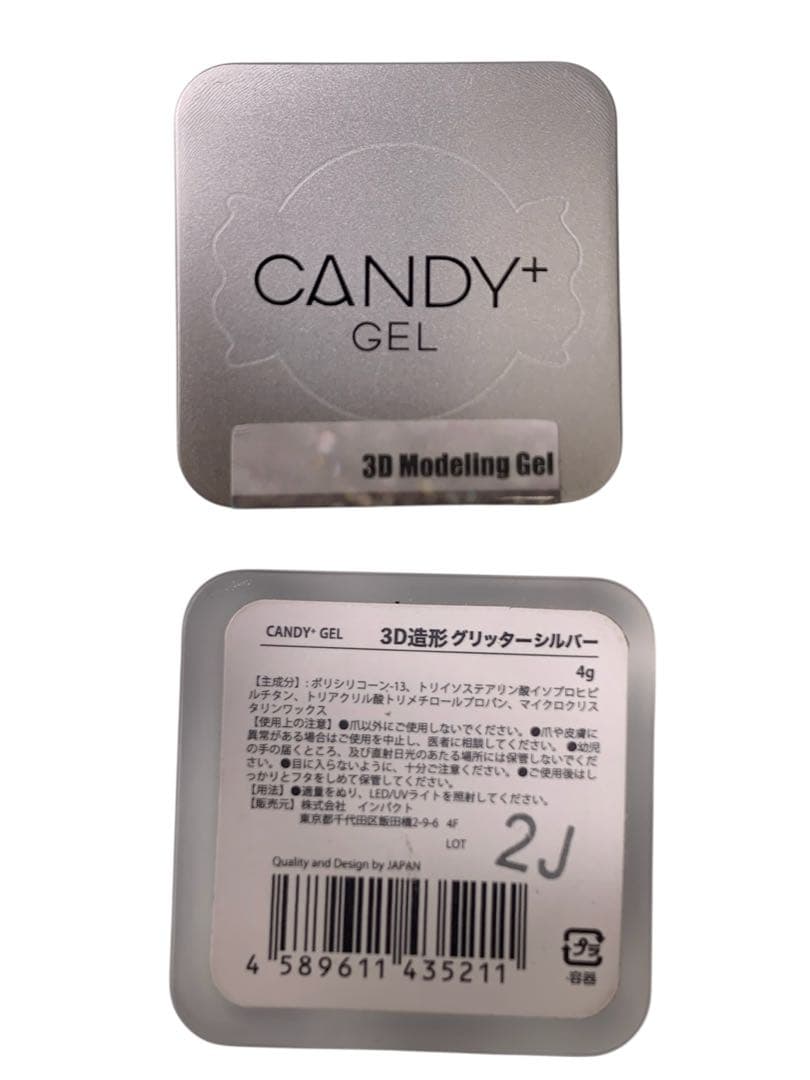 CANDY+
GEL
3D Modeling Gel
CANDY+ GEL 3D造形 グリッターシルバー
4g
【主成分】: ポリシリコーン-13、トリイソステアリン酸イソプロヒピ
ルチタン、トリアクリル酸トリメチロールプロパン、マイクロクリス
タリンワックス
【使用上の注意】●爪以外にご使用しないでください。●爪や皮膚に
異常がある場合はご使用を中止し、医者に相談してください。 ●幼児
の手の届くところ、及び直射日光のあたる場所には保管しないでくだ
さい。●目に入らないように、十分ご注意ください。●ご使用後はし
っかりとフタをしめて保管してください。
【用法】●適量をぬり、LED/UVライトを照射してください。
【販売元】株式会社 インパクト
東京都千代田区飯田橋2-9-6 4F
LOT 2J
Quality and Design by JAPAN
4 589611 435211
プラ
容器